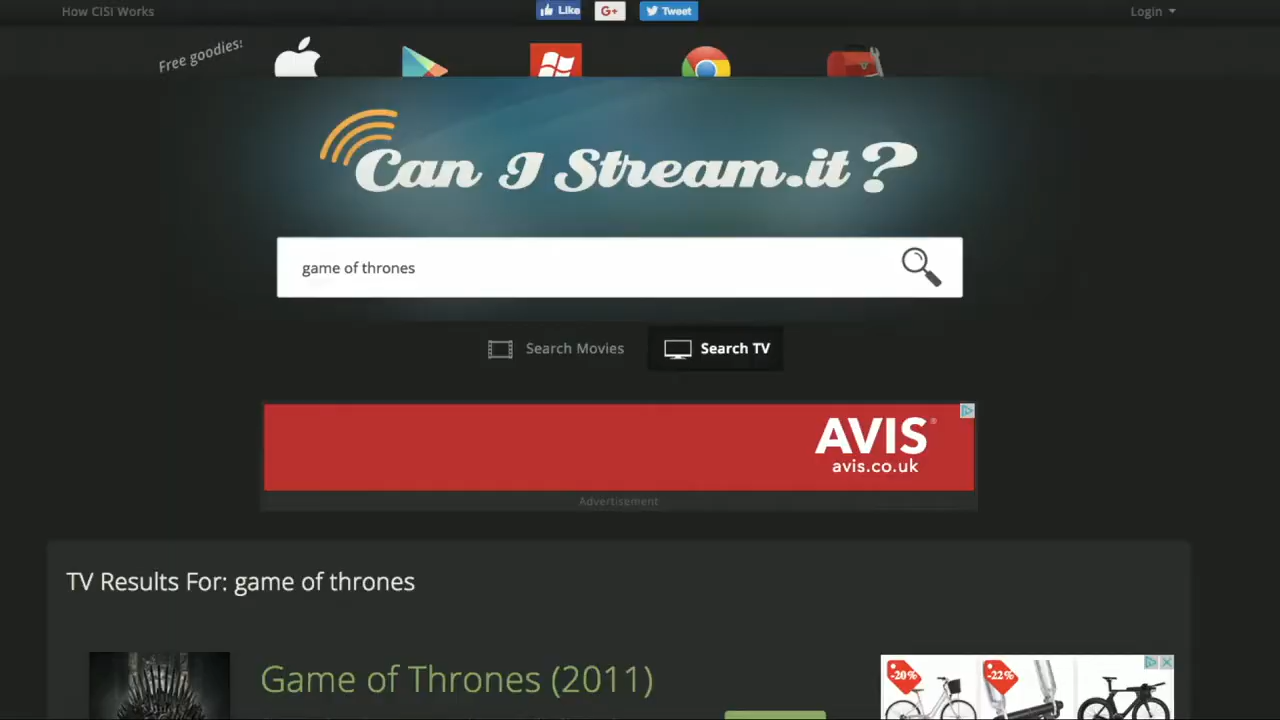 How CISI Works
Like
G+
Tweet
Login
Free goodies:
Can I Stream.it?
game of thrones
Search Movies
Search TV
AVIS
avis.co.uk
Advertisement
TV Results For: game of thrones
Game of Thrones (2011)
-20%
-22%